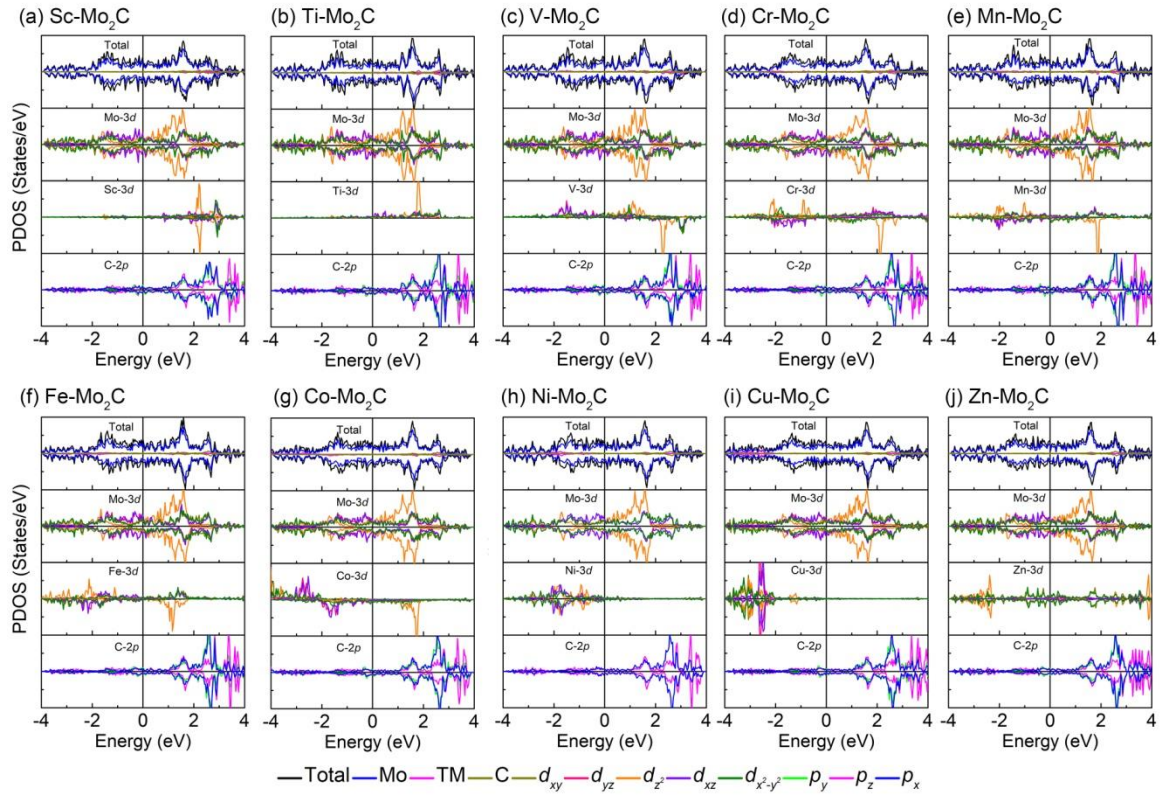 (a) Sc-Mo₂C
(b) Ti-Mo₂C
(c) V-Mo₂C
(d) Cr-Mo₂C
(e) Mn-Mo₂C
PDOS (States/eV)
Total
Total
Total
Total
Total
Mo-3d
Mo-3d
Mo-3d
Mo-3d
Mo-3d
Sc-3d
Ti-3d
V-3d
Cr-3d
Mn-3d
C-2p
C-2p
C-2p
C-2p
C-2p
-4 -2 0 2 4
-4 -2 0 2 4
-4 -2 0 2 4
-4 -2 0 2 4
-4 -2 0 2 4
Energy (eV)
Energy (eV)
Energy (eV)
Energy (eV)
Energy (eV)
(f) Fe-Mo₂C
(g) Co-Mo₂C
(h) Ni-Mo₂C
(i) Cu-Mo₂C
(j) Zn-Mo₂C
PDOS (States/eV)
Total
Total
Total
Total
Total
Mo-3d
Mo-3d
Mo-3d
Mo-3d
Mo-3d
Fe-3d
Co-3d
Ni-3d
Cu-3d
Zn-3d
C-2p
C-2p
C-2p
C-2p
C-2p
-4 -2 0 2 4
-4 -2 0 2 4
-4 -2 0 2 4
-4 -2 0 2 4
-4 -2 0 2 4
Energy (eV)
Energy (eV)
Energy (eV)
Energy (eV)
Energy (eV)
Total Mo TM C d_xy d_yz d_z² d_xz d_x²-y² p_y p_z p_x